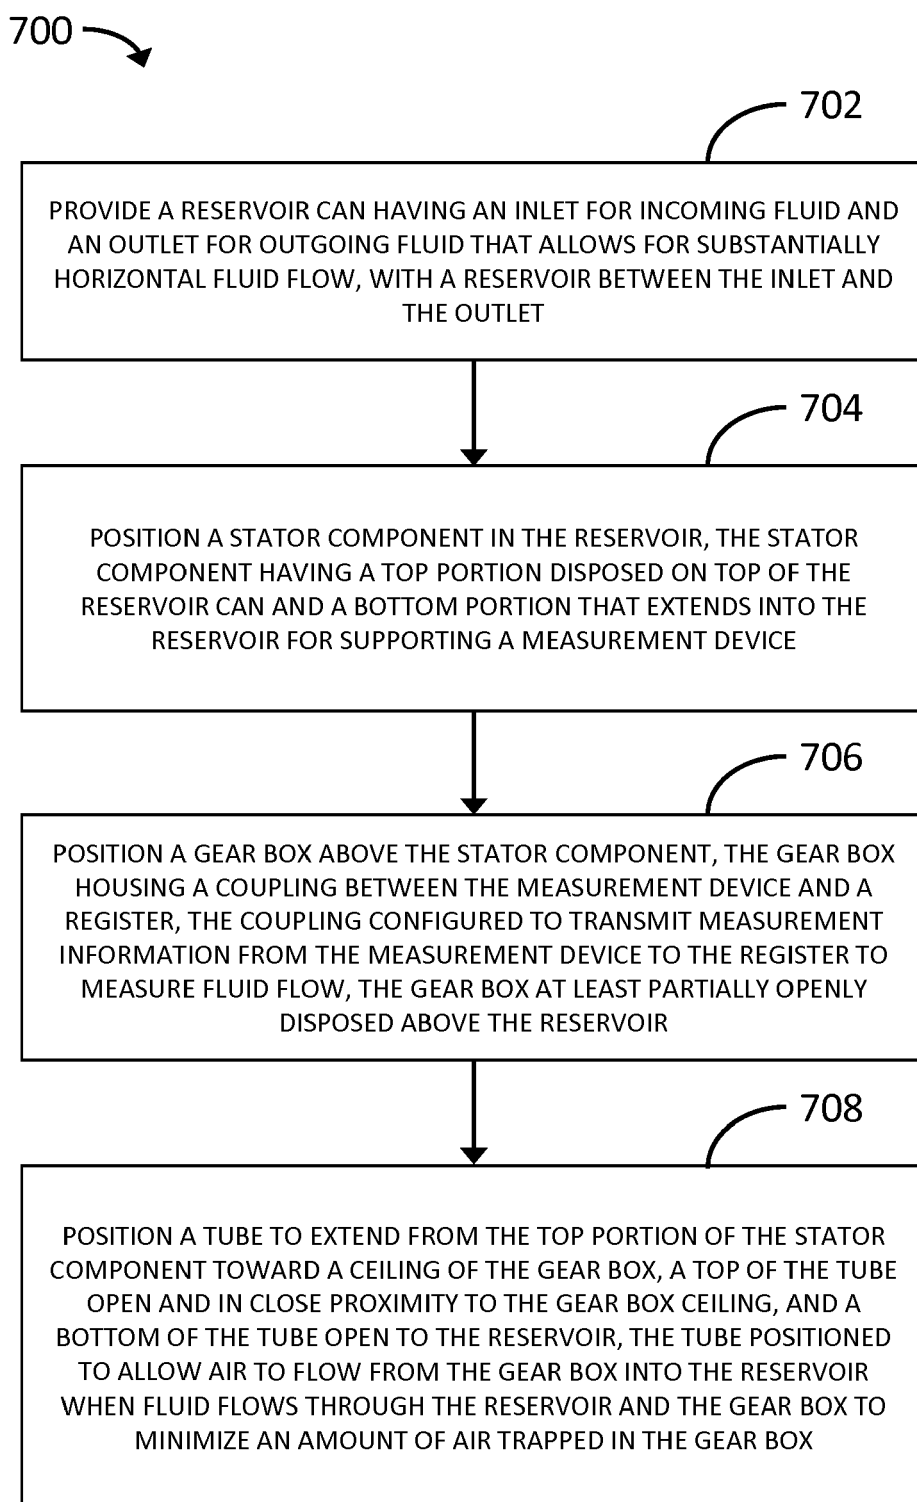 700
702
PROVIDE A RESERVOIR CAN HAVING AN INLET FOR INCOMING FLUID AND
AN OUTLET FOR OUTGOING FLUID THAT ALLOWS FOR SUBSTANTIALLY
HORIZONTAL FLUID FLOW, WITH A RESERVOIR BETWEEN THE INLET AND
THE OUTLET
704
POSITION A STATOR COMPONENT IN THE RESERVOIR, THE STATOR
COMPONENT HAVING A TOP PORTION DISPOSED ON TOP OF THE
RESERVOIR CAN AND A BOTTOM PORTION THAT EXTENDS INTO THE
RESERVOIR FOR SUPPORTING A MEASUREMENT DEVICE
706
POSITION A GEAR BOX ABOVE THE STATOR COMPONENT, THE GEAR BOX
HOUSING A COUPLING BETWEEN THE MEASUREMENT DEVICE AND A
REGISTER, THE COUPLING CONFIGURED TO TRANSMIT MEASUREMENT
INFORMATION FROM THE MEASUREMENT DEVICE TO THE REGISTER TO
MEASURE FLUID FLOW, THE GEAR BOX AT LEAST PARTIALLY OPENLY
DISPOSED ABOVE THE RESERVOIR
708
POSITION A TUBE TO EXTEND FROM THE TOP PORTION OF THE STATOR
COMPONENT TOWARD A CEILING OF THE GEAR BOX, A TOP OF THE TUBE
OPEN AND IN CLOSE PROXIMITY TO THE GEAR BOX CEILING, AND A
BOTTOM OF THE TUBE OPEN TO THE RESERVOIR, THE TUBE POSITIONED
TO ALLOW AIR TO FLOW FROM THE GEAR BOX INTO THE RESERVOIR
WHEN FLUID FLOWS THROUGH THE RESERVOIR AND THE GEAR BOX TO
MINIMIZE AN AMOUNT OF AIR TRAPPED IN THE GEAR BOX